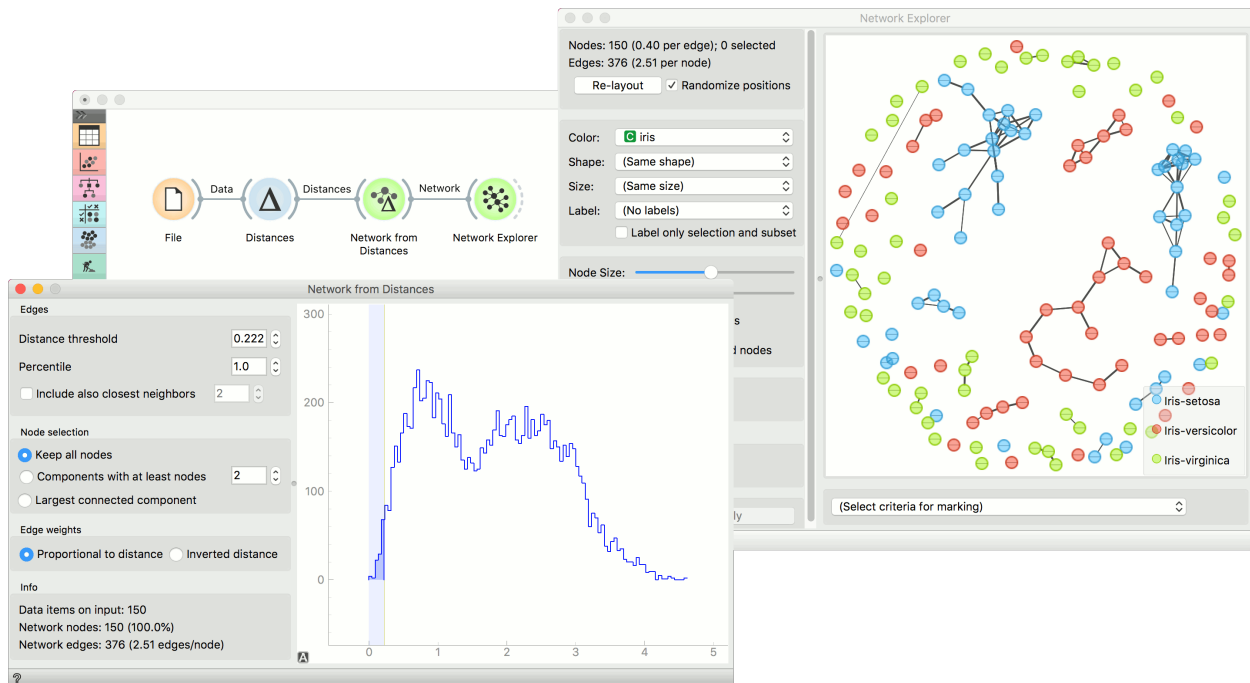 Network Explorer
Nodes: 150 (0.40 per edge); 0 selected
Edges: 376 (2.51 per node)
Re-layout
Randomize positions
Color:
C iris
Shape:
(Same shape)
Size:
(Same size)
Label:
(No labels)
Label only selection and subset
Node Size:
s
d nodes
ly
Iris-setosa
Iris-versicolor
Iris-virginica
(Select criteria for marking)
Data
Distances
Network
File
Distances
Network from
Distances
Network Explorer
Network from Distances
Edges
Distance threshold
0.222
Percentile
1.0
Include also closest neighbors
2
Node selection
Keep all nodes
Components with at least nodes
2
Largest connected component
Edge weights
Proportional to distance
Inverted distance
Info
Data items on input: 150
Network nodes: 150 (100.0%)
Network edges: 376 (2.51 edges/node)
300
200
100
0
0 1 2 3 4 5
A
?